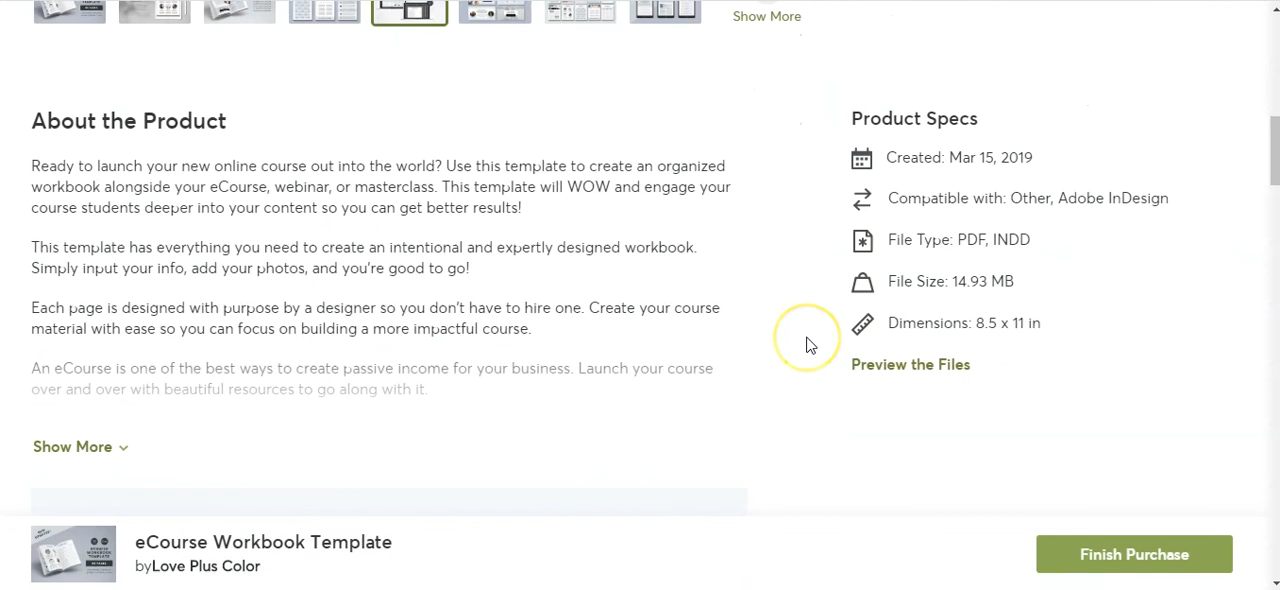 Show More
About the Product
Ready to launch your new online course out into the world? Use this template to create an organized
workbook alongside your eCourse, webinar, or masterclass. This template will WOW and engage your
course students deeper into your content so you can get better results!
This template has everything you need to create an intentional and expertly designed workbook.
Simply input your info, add your photos, and you're good to go!
Each page is designed with purpose by a designer so you don't have to hire one. Create your course
material with ease so you can focus on building a more impactful course.
An eCourse is one of the best ways to create passive income for your business. Launch your course
over and over with beautiful resources to go along with it.
Show More
Product Specs
Created: Mar 15, 2019
Compatible with: Other, Adobe InDesign
File Type: PDF, INDD
File Size: 14.93 MB
Dimensions: 8.5 x 11 in
Preview the Files
eCourse Workbook Template
byLove Plus Color
Finish Purchase